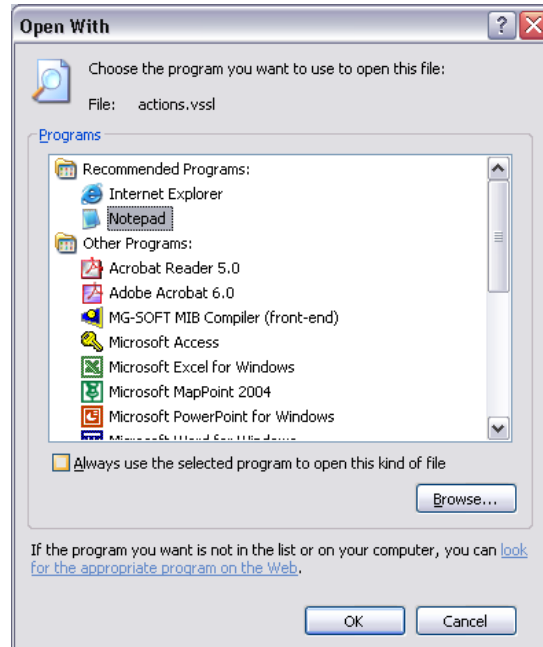 Open With
Choose the program you want to use to open this file:
File: actions.vssl
Programs
Recommended Programs:
Internet Explorer
Notepad
Other Programs:
Acrobat Reader 5.0
Adobe Acrobat 6.0
MG-SOFT MIB Compiler (front-end)
Microsoft Access
Microsoft Excel for Windows
Microsoft MapPoint 2004
Microsoft PowerPoint for Windows
Microsoft Word for Windows
Always use the selected program to open this kind of file
Browse...
If the program you want is not in the list or on your computer, you can look
for the appropriate program on the Web.
OK Cancel